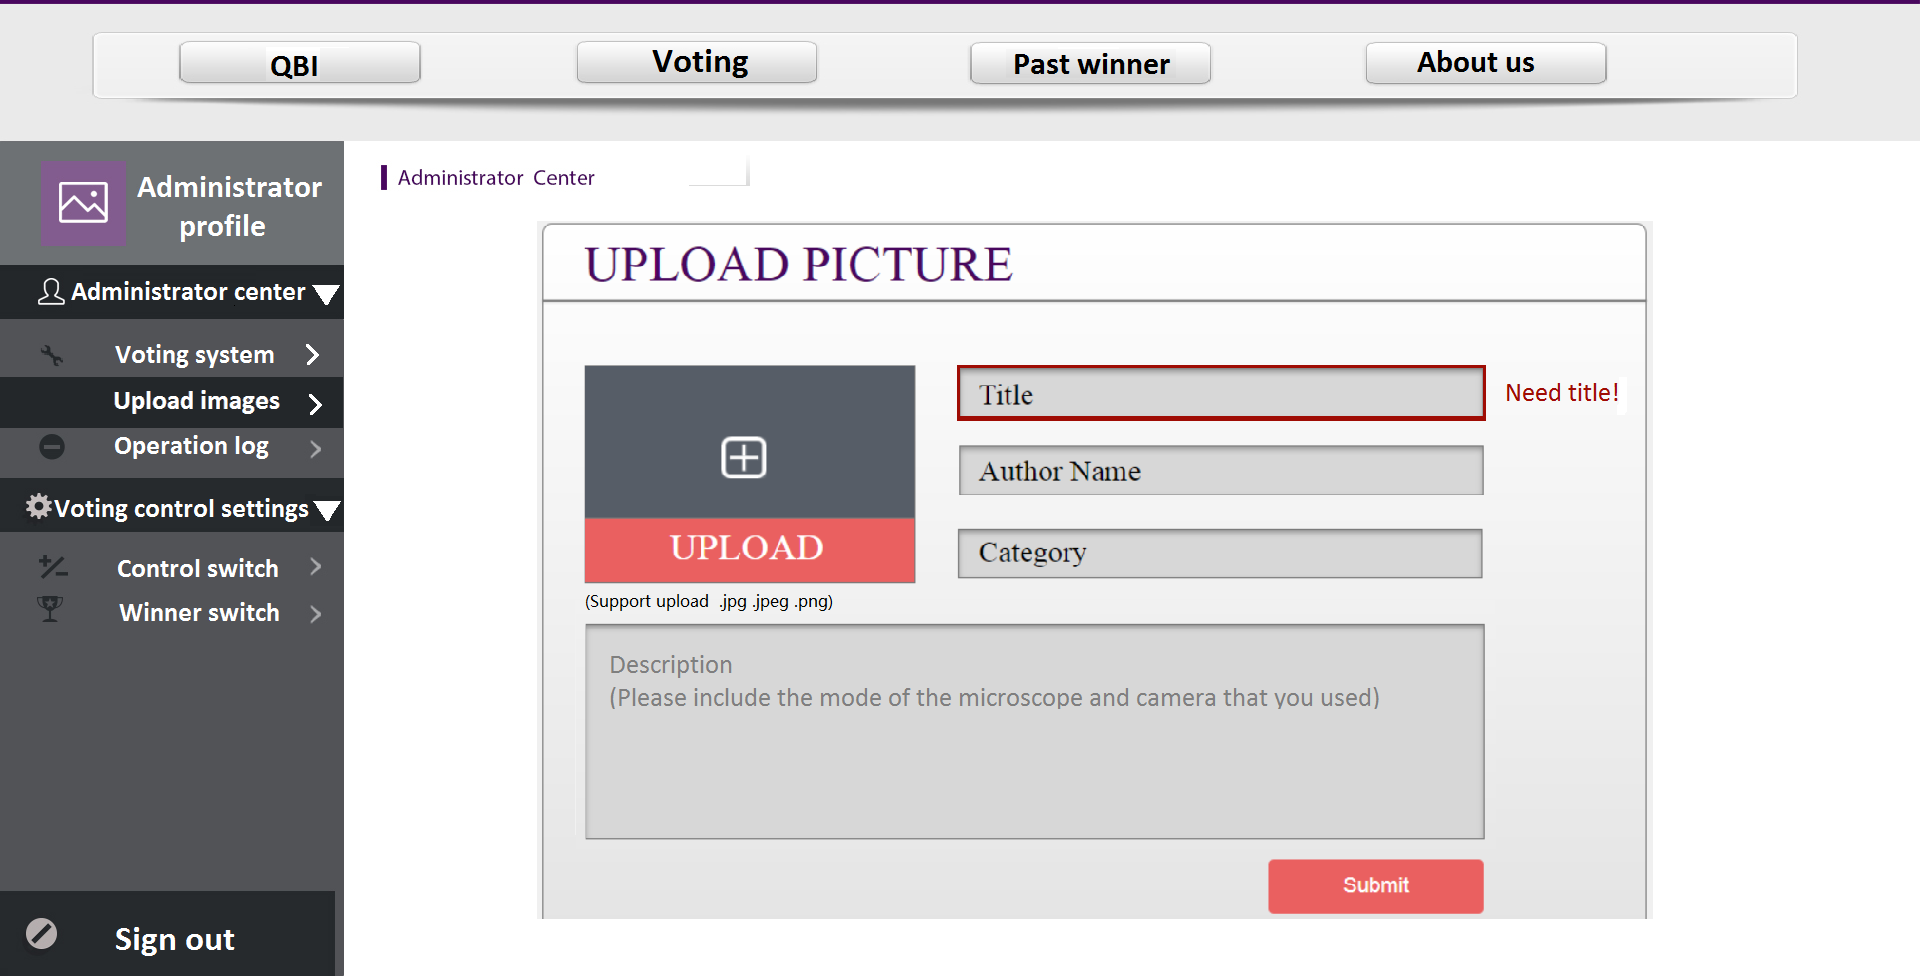 QBI
Voting
Past winner
About us
Administrator
profile
Administrator center
Voting system
Upload images
Operation log
Voting control settings
Control switch
Winner switch
Sign out
Administrator Center
UPLOAD PICTURE
UPLOAD
(Support upload .jpg .jpeg .png)
Title
Need title!
Author Name
Category
Description
(Please include the mode of the microscope and camera that you used)
Submit